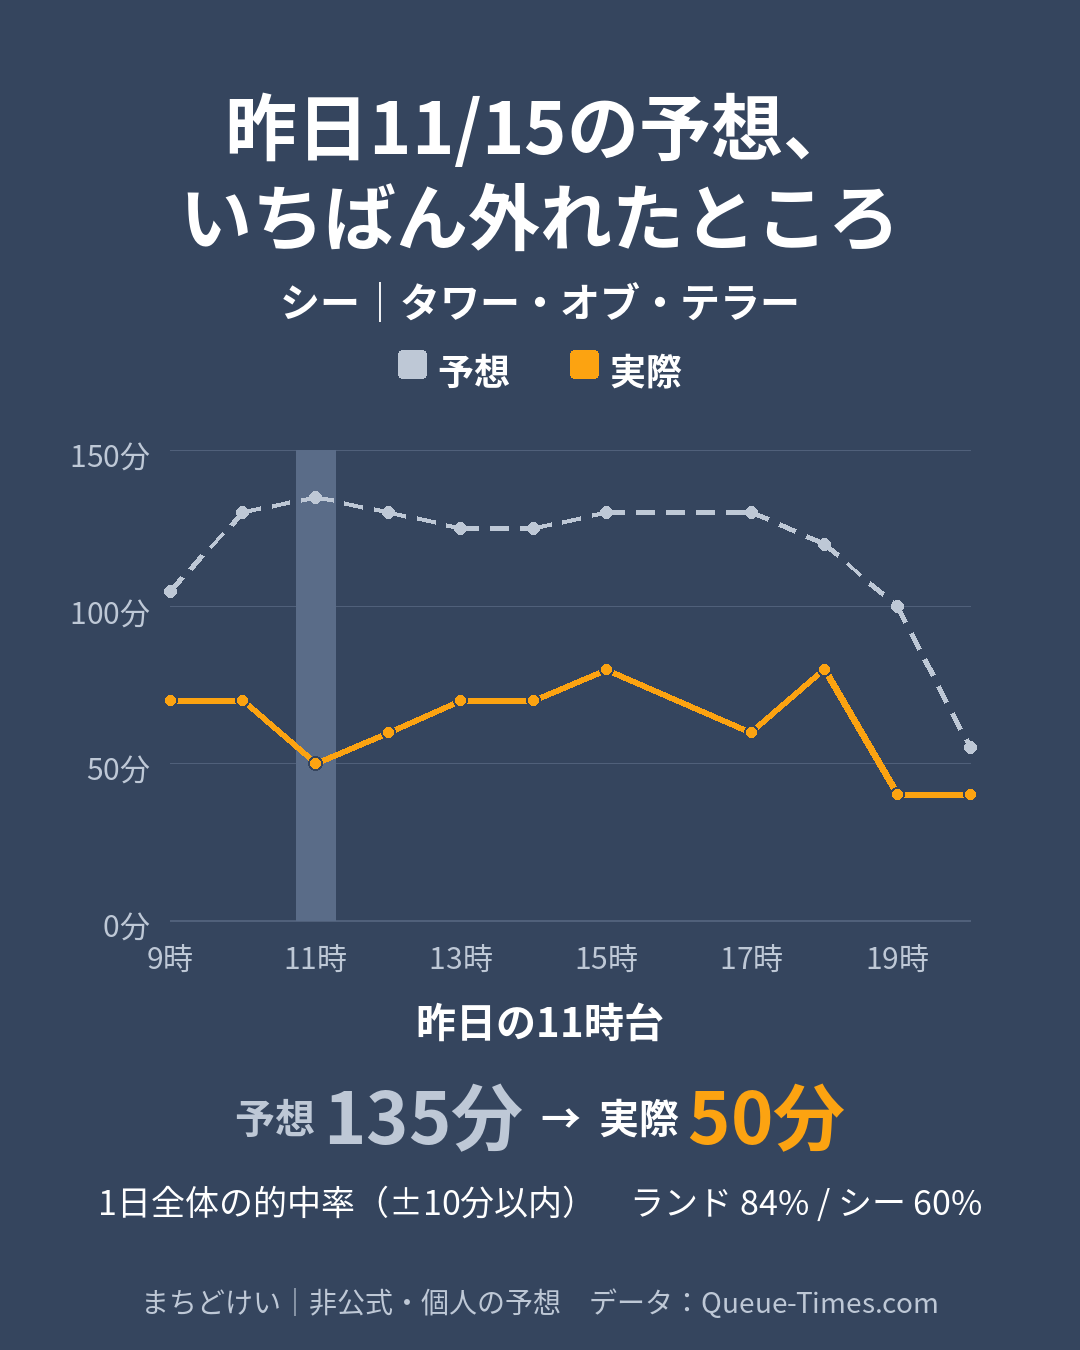 昨日11/15の予想、
いちばん外れたところ
シー｜タワー・オブ・テラー
予想 実際
150分
100分
50分
0分
9時 11時 13時 15時 17時 19時
昨日の11時台
予想 135分 → 実際 50分
1日全体の的中率（±10分以内） ランド 84% / シー 60%
まちどけい｜非公式・個人の予想 データ：Queue-Times.com